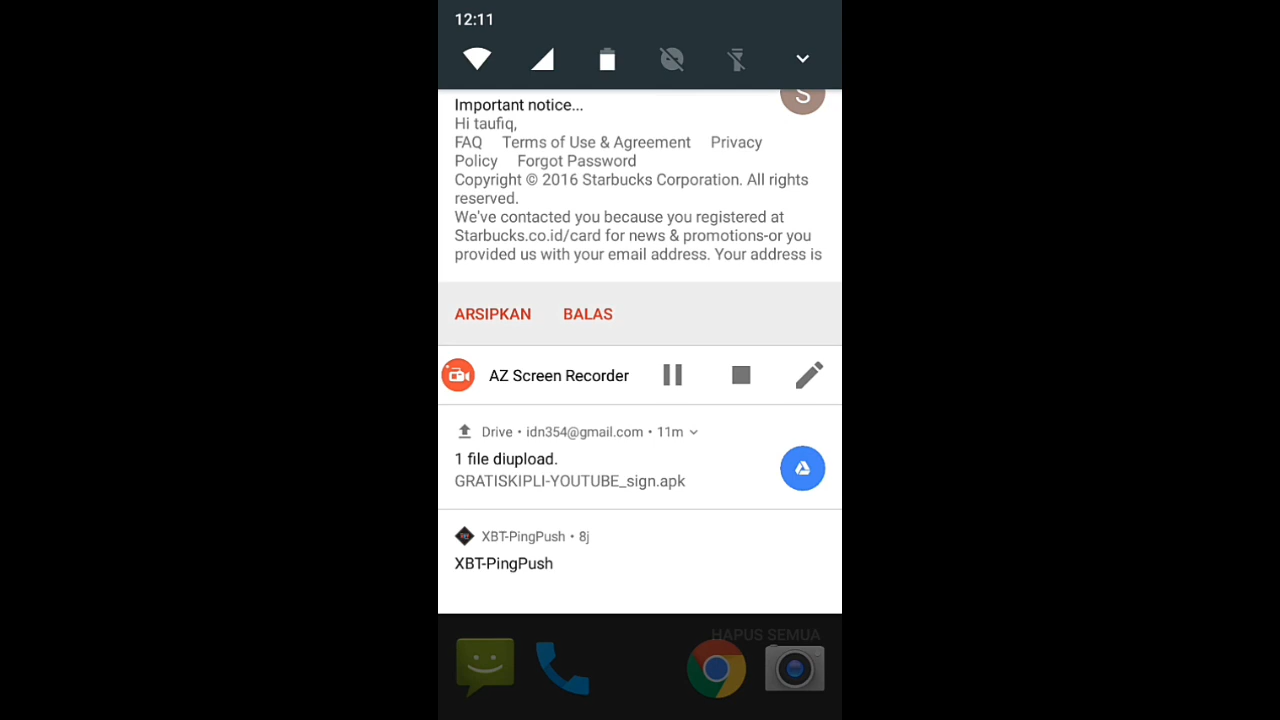 12:11
S
Important notice...
Hi taufiq,
FAQ Terms of Use & Agreement Privacy
Policy Forgot Password
Copyright © 2016 Starbucks Corporation. All rights
reserved.
We've contacted you because you registered at
Starbucks.co.id/card for news & promotions-or you
provided us with your email address. Your address is
ARSIPKAN BALAS
AZ Screen Recorder
Drive • idn354@gmail.com • 11m
1 file diupload.
GRATISKIPLI-YOUTUBE_sign.apk
XBT-PingPush • 8j
XBT-PingPush
HAPUS SEMUA